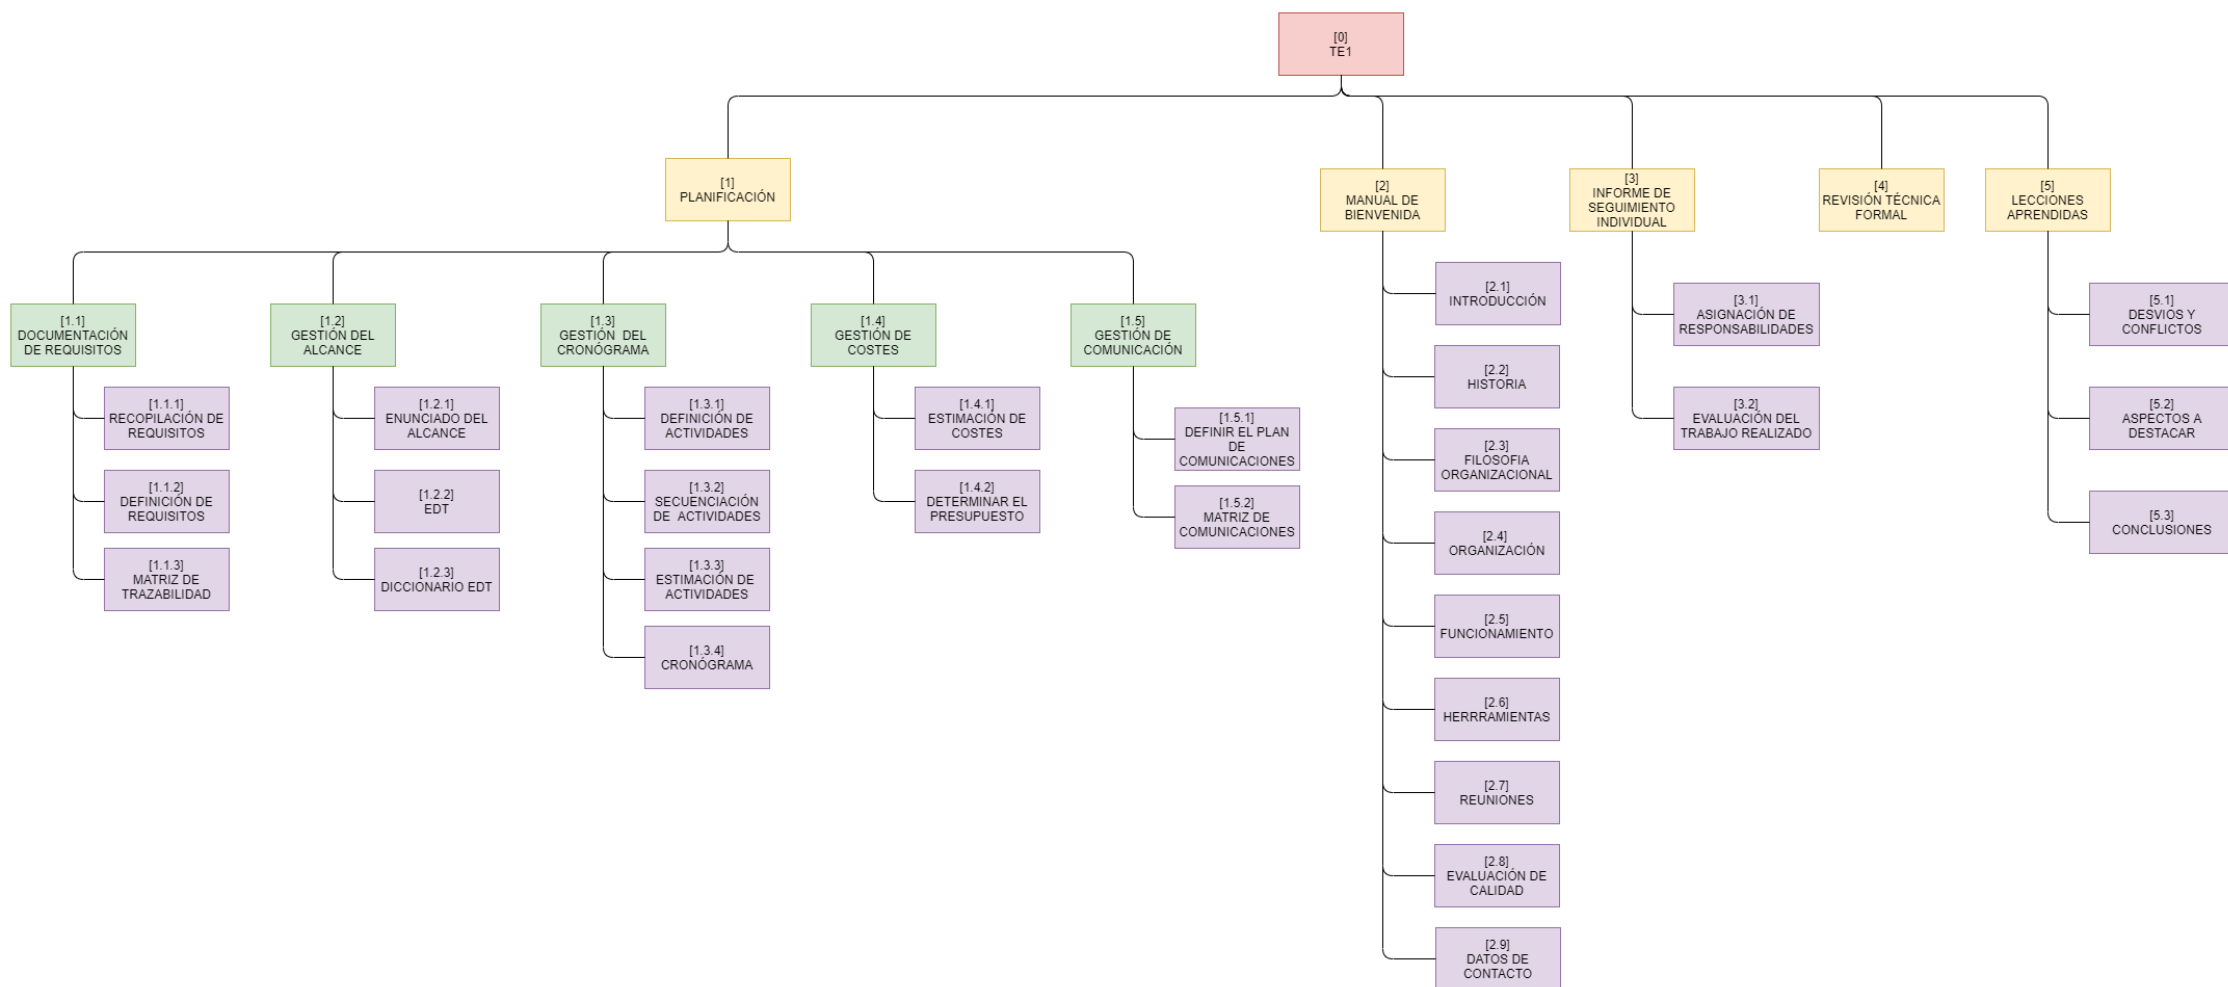 [0]
TE1
[1]
PLANIFICACIÓN
[2]
MANUAL DE
BIENVENIDA
[3]
INFORME DE
SEGUIMIENTO
INDIVIDUAL
[4]
REVISIÓN TÉCNICA
FORMAL
[5]
LECCIONES
APRENDIDAS
[1.1]
DOCUMENTACIÓN
DE REQUISITOS
[1.2]
GESTIÓN DEL
ALCANCE
[1.3]
GESTIÓN DEL
CRONÓGRAMA
[1.4]
GESTIÓN DE
COSTES
[1.5]
GESTIÓN DE
COMUNICACIÓN
[1.1.1]
RECOPILACIÓN DE
REQUISITOS
[1.1.2]
DEFINICIÓN DE
REQUISITOS
[1.1.3]
MATRIZ DE
TRAZABILIDAD
[1.2.1]
ENUNCIADO DEL
ALCANCE
[1.2.2]
EDT
[1.2.3]
DICCIONARIO EDT
[1.3.1]
DEFINICIÓN DE
ACTIVIDADES
[1.3.2]
SECUENCIACIÓN
DE ACTIVIDADES
[1.3.3]
ESTIMACIÓN DE
ACTIVIDADES
[1.3.4]
CRONÓGRAMA
[1.4.1]
ESTIMACIÓN DE
COSTES
[1.4.2]
DETERMINAR EL
PRESUPUESTO
[1.5.1]
DEFINIR EL PLAN
DE
COMUNICACIONES
[1.5.2]
MATRIZ DE
COMUNICACIONES
[2.1]
INTRODUCCIÓN
[2.2]
HISTORIA
[2.3]
FILOSOFIA
ORGANIZACIONAL
[2.4]
ORGANIZACIÓN
[2.5]
FUNCIONAMIENTO
[2.6]
HERRRAMIENTAS
[2.7]
REUNIONES
[2.8]
EVALUACIÓN DE
CALIDAD
[2.9]
DATOS DE
CONTACTO
[3.1]
ASIGNACIÓN DE
RESPONSABILIDADES
[3.2]
EVALUACIÓN DEL
TRABAJO REALIZADO
[5.1]
DESVIOS Y
CONFLICTOS
[5.2]
ASPECTOS A
DESTACAR
[5.3]
CONCLUSIONES